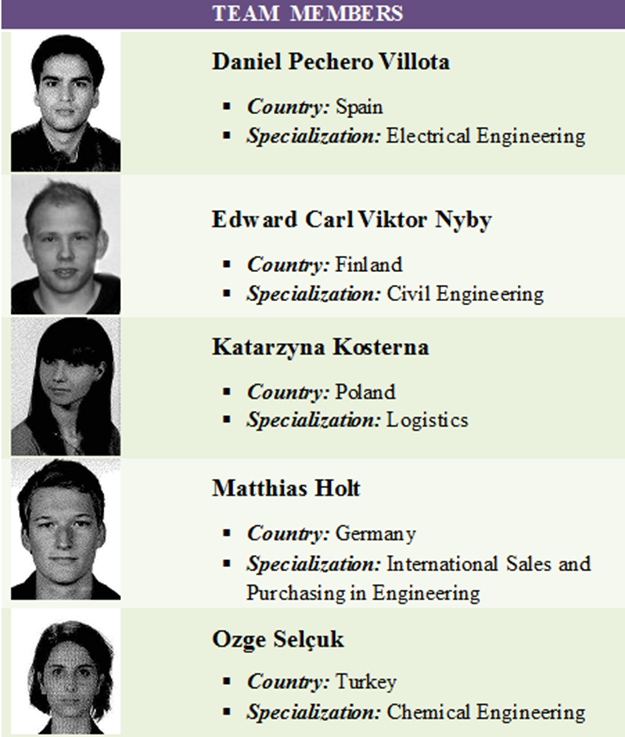 TEAM MEMBERS
Daniel Pechero Villota
▪ Country: Spain
▪ Specialization: Electrical Engineering
Edward Carl Viktor Nyby
▪ Country: Finland
▪ Specialization: Civil Engineering
Katarzyna Kosterna
▪ Country: Poland
▪ Specialization: Logistics
Matthias Holt
▪ Country: Germany
▪ Specialization: International Sales and
Purchasing in Engineering
Ozge Selçuk
▪ Country: Turkey
▪ Specialization: Chemical Engineering